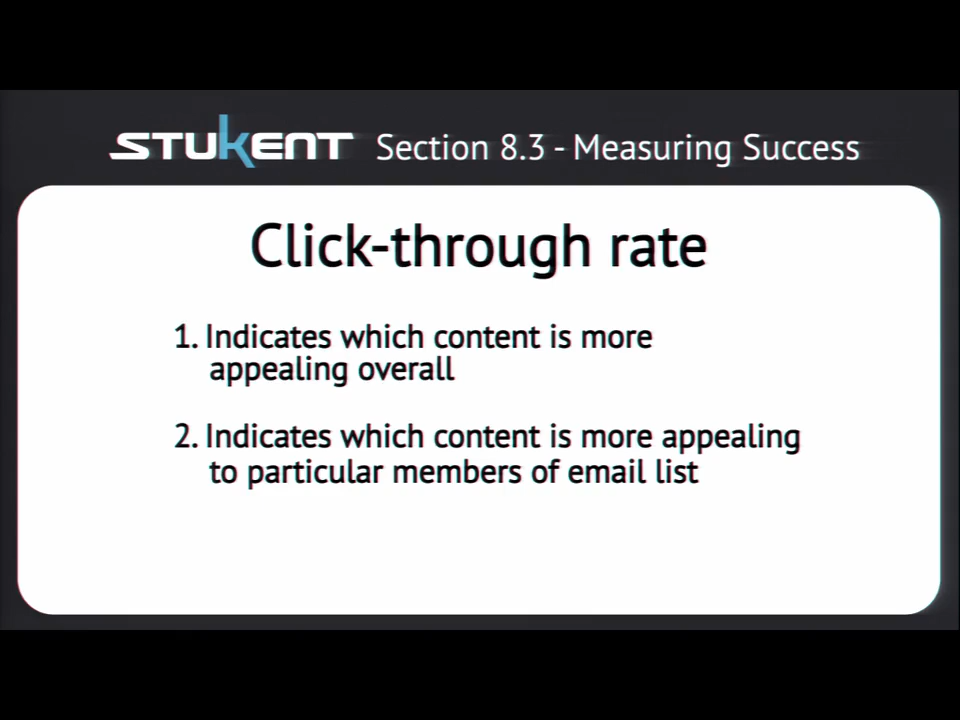 STUKENT Section 8.3 - Measuring Success
Click-through rate
1. Indicates which content is more
appealing overall
2. Indicates which content is more appealing
to particular members of email list